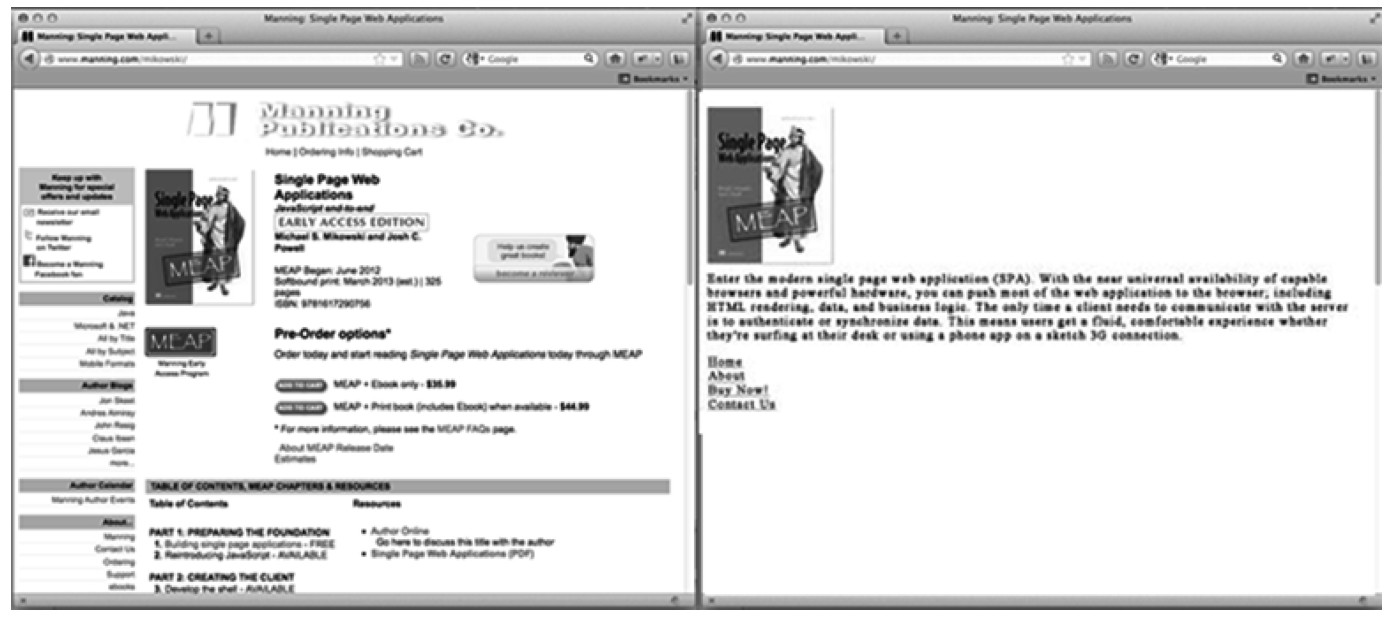 Manning: Single Page Web Applications
Manning: Single Page Web Appli...
www.manning.com/mikowski/
Google
Bookmarks
Manning
Publications Co.
Home | Ordering Info | Shopping Cart
Keep up with
Manning for special
offers and updates
Receive our email
newsletter
Follow Manning
on Twitter
Become a Manning
Facebook fan
Catalog
Java
Microsoft & .NET
All by Title
All by Subject
Mobile Formats
Author Blogs
Jon Skeet
Andres Almiray
John Resig
Claus Ibsen
Jesus Garcia
more...
Author Calendar
Manning Author Events
About...
Manning
Contact Us
Ordering
Support
ebooks
Single Page
Web Applications
MEAP
MEAP
Manning Early
Access Program
Single Page Web
Applications
JavaScript end-to-end
EARLY ACCESS EDITION
Michael S. Mikowski and Josh C.
Powell
MEAP Began: June 2012
Softbound print: March 2013 (est.) | 325
pages
ISBN: 9781617290756
Help us create
great books!
become a reviewer
Pre-Order options*
Order today and start reading Single Page Web Applications today through MEAP
ADD TO CART MEAP + Ebook only - $35.99
ADD TO CART MEAP + Print book (includes Ebook) when available - $44.99
* For more information, please see the MEAP FAQs page.
About MEAP Release Date
Estimates
TABLE OF CONTENTS, MEAP CHAPTERS & RESOURCES
Table of Contents
PART 1: PREPARING THE FOUNDATION
1. Building single page applications - FREE
2. Reintroducing JavaScript - AVAILABLE
PART 2: CREATING THE CLIENT
3. Develop the shell - AVAILABLE
Resources
Author Online
Go here to discuss this title with the author
Single Page Web Applications (PDF)
Manning: Single Page Web Applications
Manning: Single Page Web Appli...
www.manning.com/mikowski/
Google
Bookmarks
Single Page
Web Applications
MEAP
Enter the modern single page web application (SPA). With the near universal availability of capable
browsers and powerful hardware, you can push most of the web application to the browser; including
HTML rendering, data, and business logic. The only time a client needs to communicate with the server
is to authenticate or synchronize data. This means users get a fluid, comfortable experience whether
they're surfing at their desk or using a phone app on a sketch 3G connection.
Home
About
Buy Now!
Contact Us